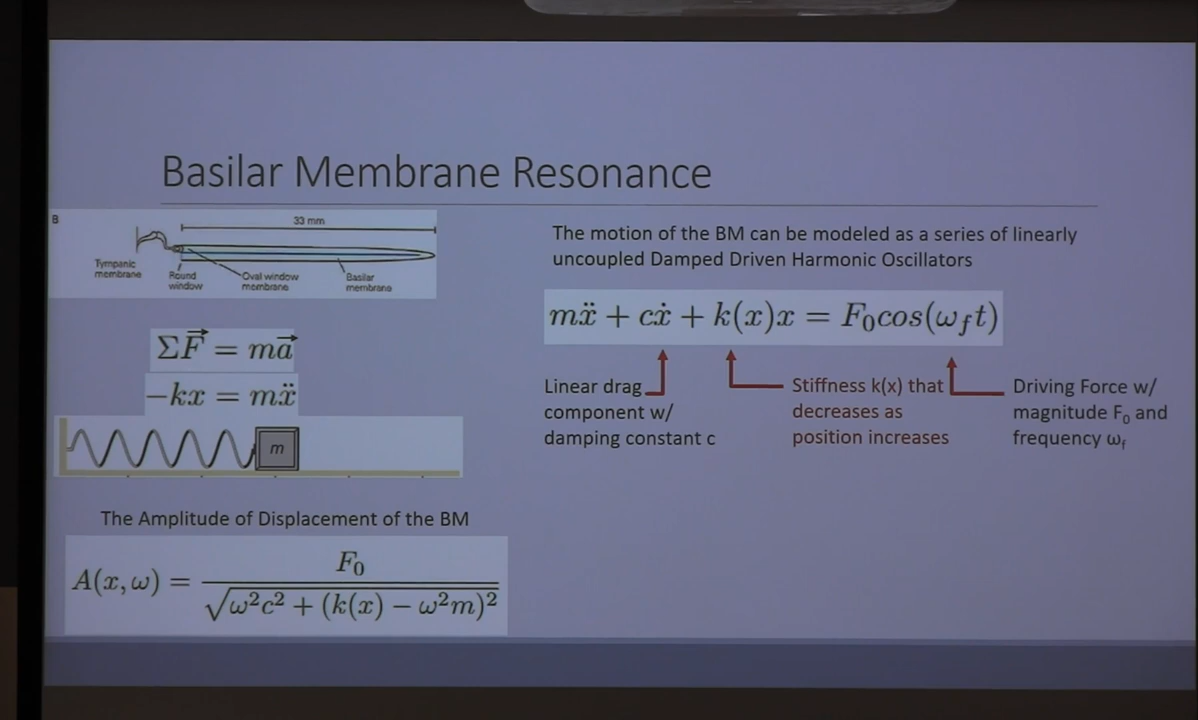 Basilar Membrane Resonance
B
33 mm
Tympanic
membrane
Round
window
Oval window
membrane
Basilar
membrane
ΣF⃗ = ma⃗
−kx = mẍ
m
The Amplitude of Displacement of the BM
A(x, ω) = F₀ / √(ω²c² + (k(x) − ω²m)²)
The motion of the BM can be modeled as a series of linearly
uncoupled Damped Driven Harmonic Oscillators
mẍ + cẋ + k(x)x = F₀cos(ω_f t)
Linear drag
component w/
damping constant c
Stiffness k(x) that
decreases as
position increases
Driving Force w/
magnitude F₀ and
frequency ω_f